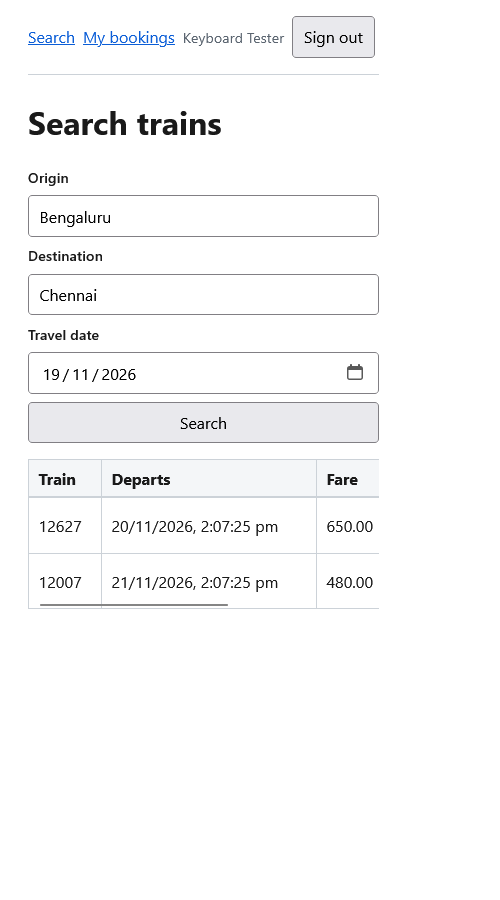 Search My bookings Keyboard Tester Sign out
Search trains
Origin
Bengaluru
Destination
Chennai
Travel date
19 / 11 / 2026
Search
Train Departs Fare
12627 20/11/2026, 2:07:25 pm 650.00
12007 21/11/2026, 2:07:25 pm 480.00